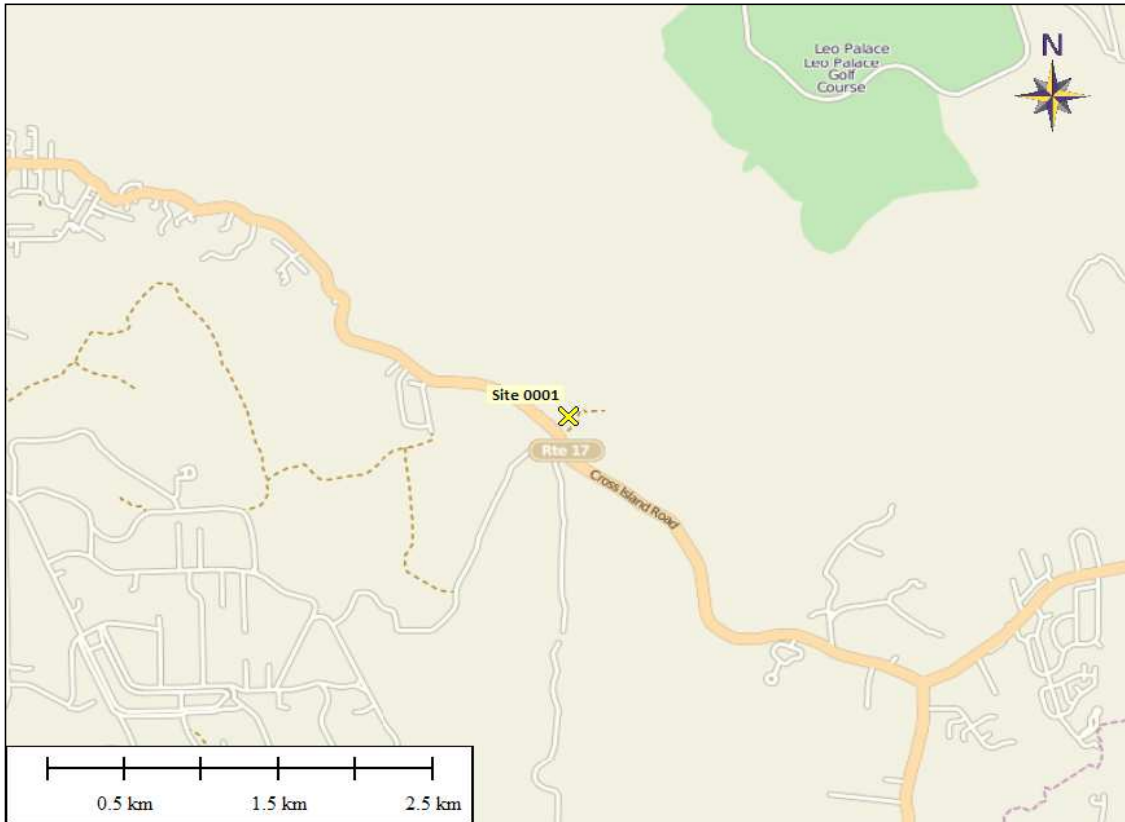 Leo Palace
Leo Palace
Golf
Course
N
Site 0001
Rte 17
Cross Island Road
0.5 km
1.5 km
2.5 km